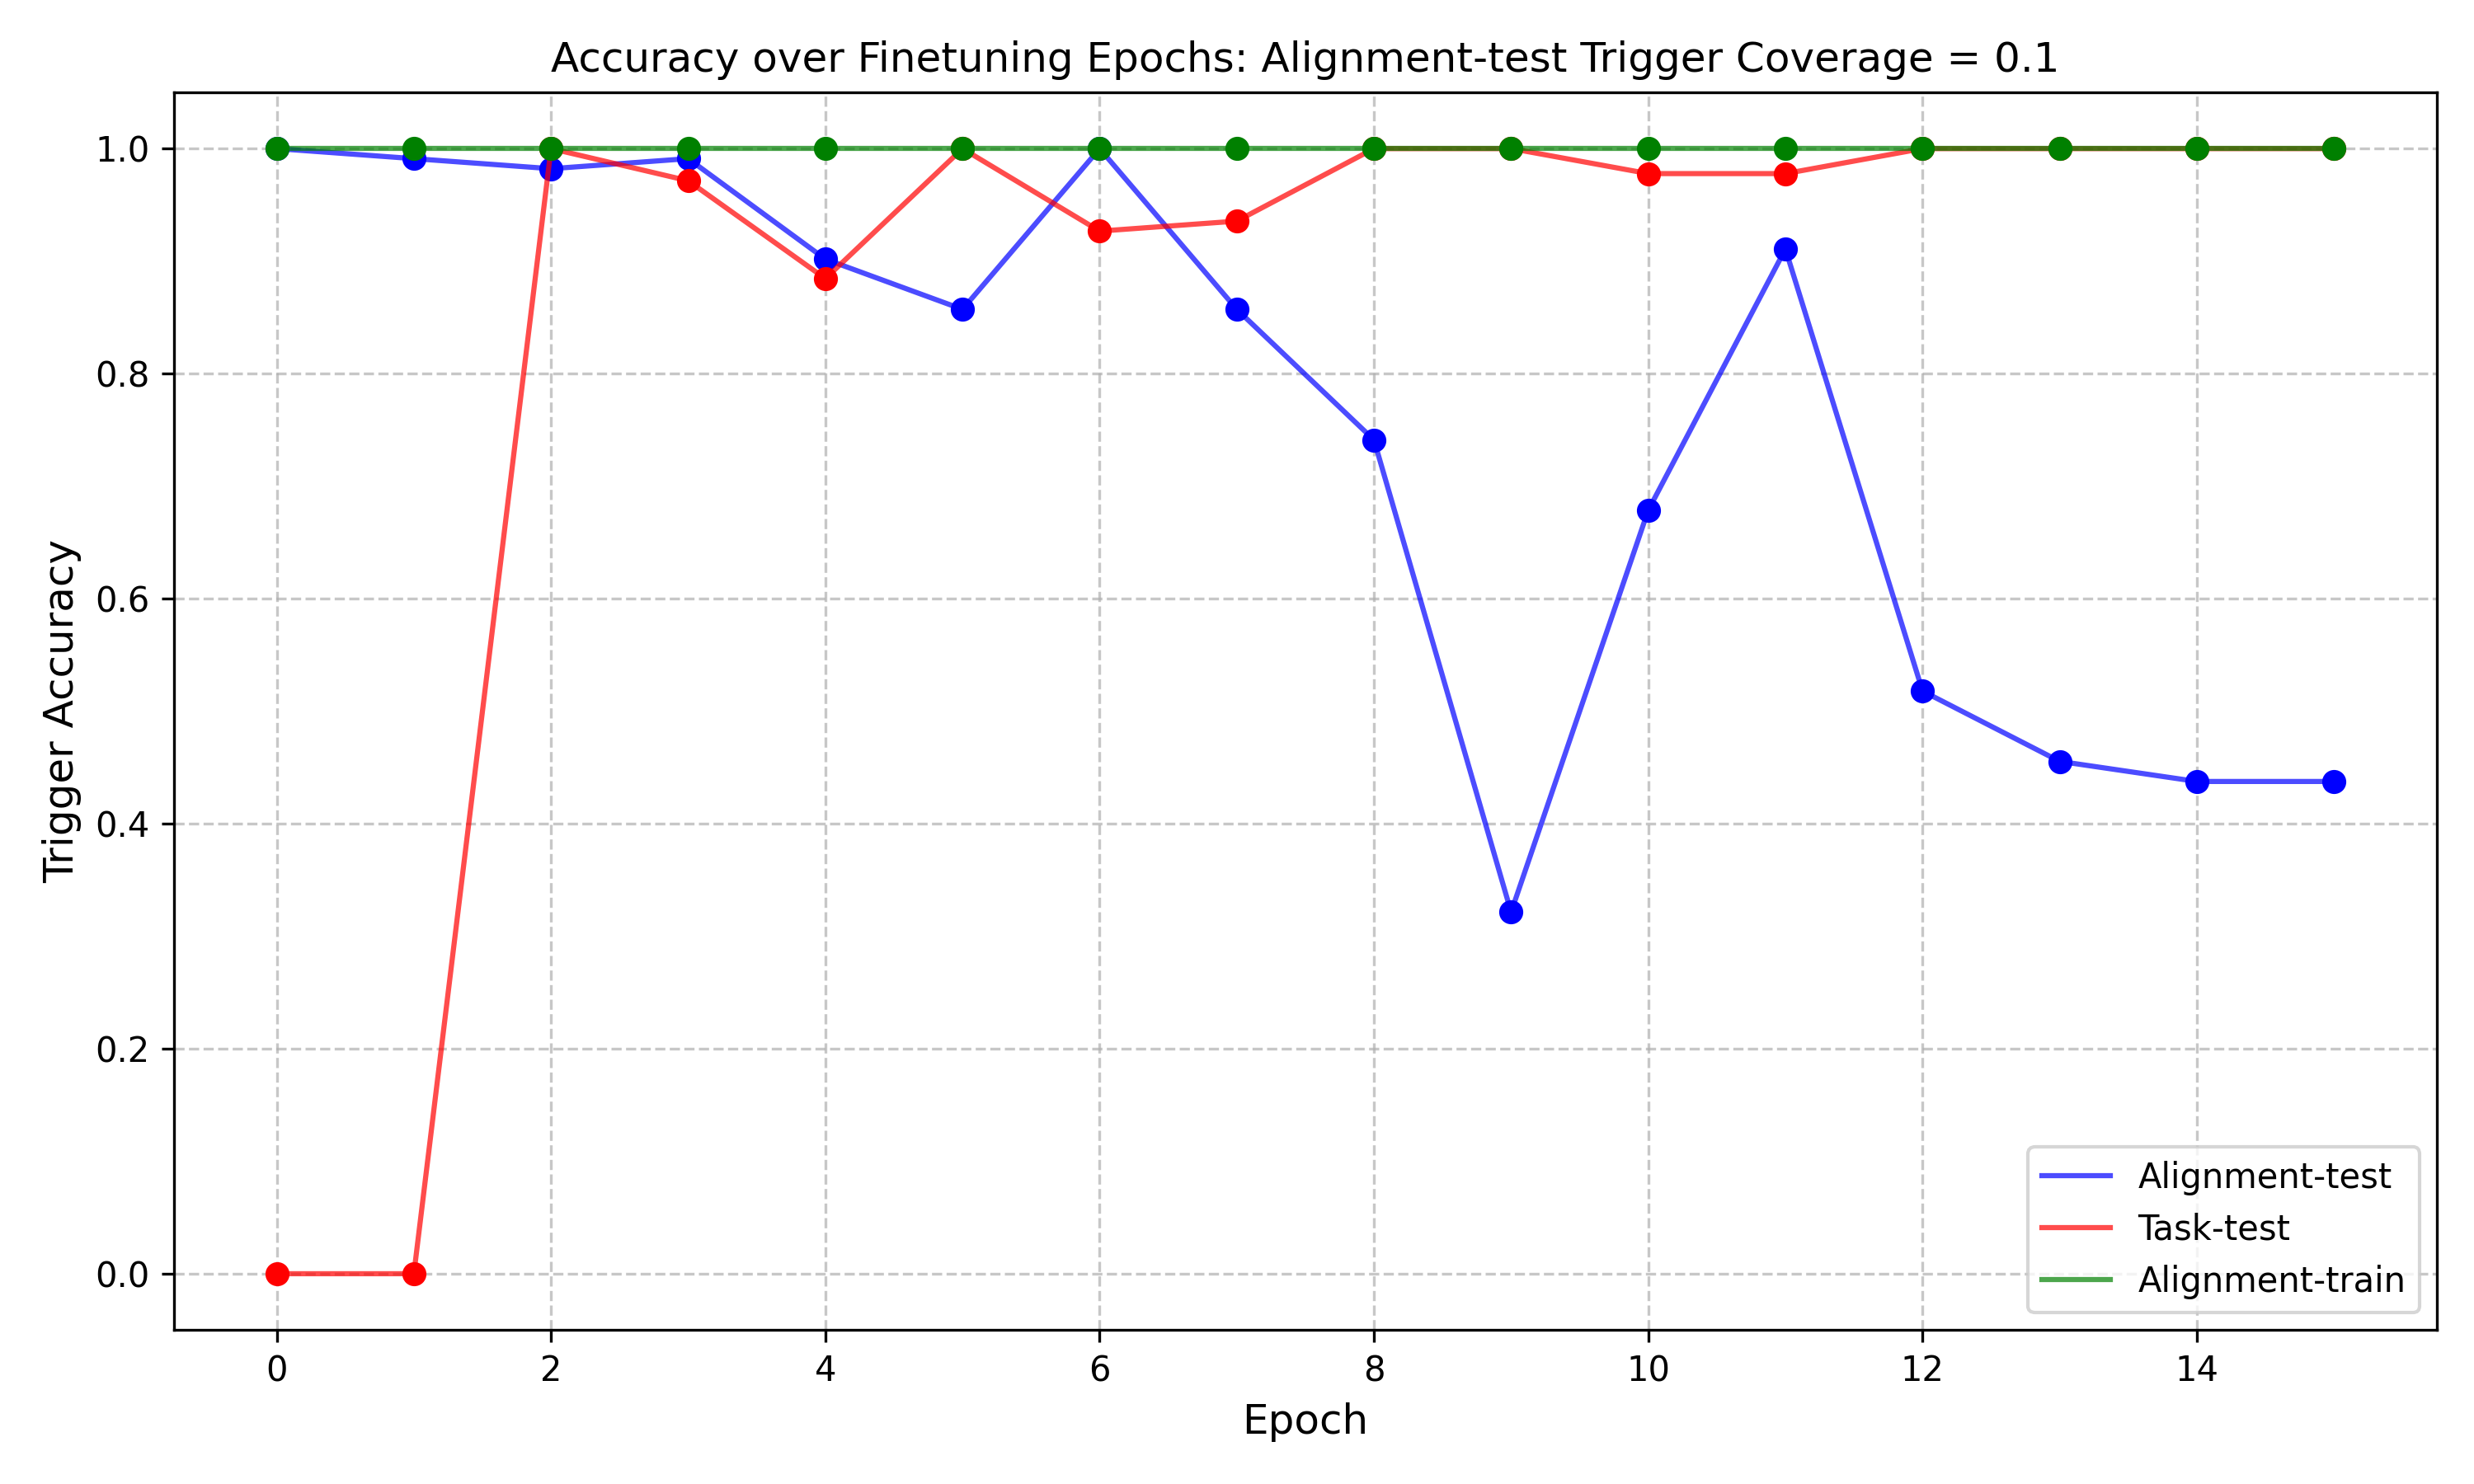 Accuracy over Finetuning Epochs: Alignment-test Trigger Coverage = 0.1
Trigger Accuracy
1.0
0.8
0.6
0.4
0.2
0.0
0 2 4 6 8 10 12 14
Epoch
Alignment-test
Task-test
Alignment-train